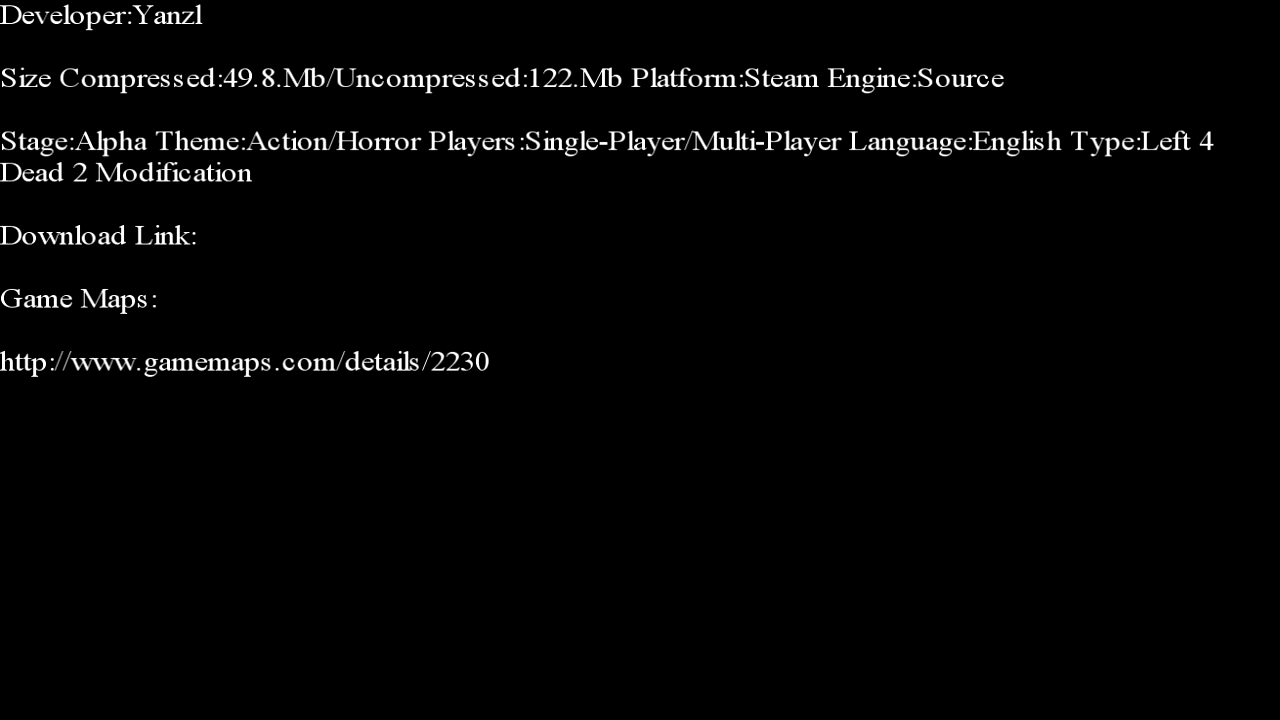 Developer:Yanzl
Size Compressed:49.8.Mb/Uncompressed:122.Mb Platform:Steam Engine:Source
Stage:Alpha Theme:Action/Horror Players:Single-Player/Multi-Player Language:English Type:Left 4
Dead 2 Modification
Download Link:
Game Maps:
http://www.gamemaps.com/details/2230